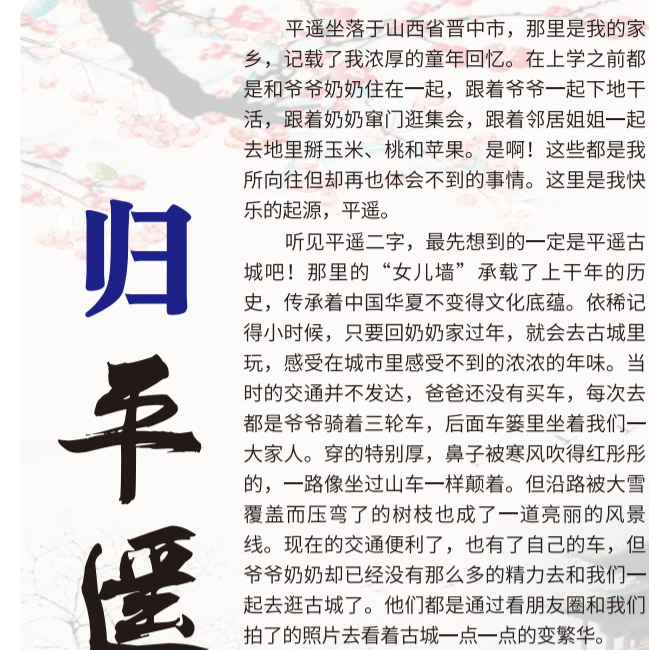 归
平
遥
平遥坐落于山西省晋中市，那里是我的家
乡，记载了我浓厚的童年回忆。在上学之前都
是和爷爷奶奶住在一起，跟着爷爷一起下地干
活，跟着奶奶窜门逛集会，跟着邻居姐姐一起
去地里掰玉米、桃和苹果。是啊！这些都是我
所向往但却再也体会不到的事情。这里是我快
乐的起源，平遥。
听见平遥二字，最先想到的一定是平遥古
城吧！那里的“女儿墙”承载了上千年的历
史，传承着中国华夏不变得文化底蕴。依稀记
得小时候，只要回奶奶家过年，就会去古城里
玩，感受在城市里感受不到的浓浓的年味。当
时的交通并不发达，爸爸还没有买车，每次去
都是爷爷骑着三轮车，后面车篓里坐着我们一
大家人。穿的特别厚，鼻子被寒风吹得红彤彤
的，一路像坐过山车一样颠着。但沿路被大雪
覆盖而压弯了的树枝也成了一道亮丽的风景
线。现在的交通便利了，也有了自己的车，但
爷爷奶奶却已经没有那么多的精力去和我们一
起去逛古城了。他们都是通过看朋友圈和我们
拍了的照片去看着古城一点一点的变繁华。